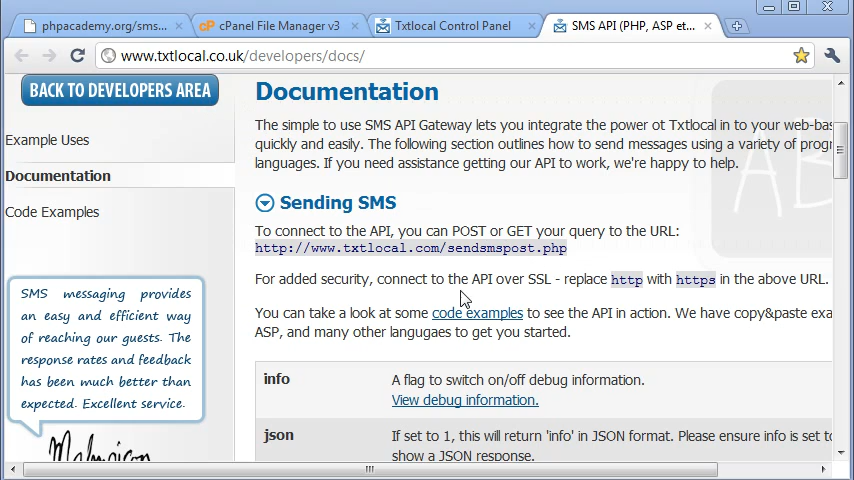 phpacademy.org/sms...
cPanel File Manager v3
Txtlocal Control Panel
SMS API (PHP, ASP et...
www.txtlocal.co.uk/developers/docs/
BACK TO DEVELOPERS AREA
Example Uses
Documentation
Code Examples
SMS messaging provides
an easy and efficient way
of reaching our guests. The
response rates and feedback
has been much better than
expected. Excellent service.
Documentation
The simple to use SMS API Gateway lets you integrate the power ot Txtlocal in to your web-bas
quickly and easily. The following section outlines how to send messages using a variety of progr
languages. If you need assistance getting our API to work, we're happy to help.
Sending SMS
To connect to the API, you can POST or GET your query to the URL:
http://www.txtlocal.com/sendsmspost.php
For added security, connect to the API over SSL - replace http with https in the above URL.
You can take a look at some code examples to see the API in action. We have copy&paste exa
ASP, and many other langugaes to get you started.
info
A flag to switch on/off debug information.
View debug information.
json
If set to 1, this will return 'info' in JSON format. Please ensure info is set to
show a JSON response.
AB